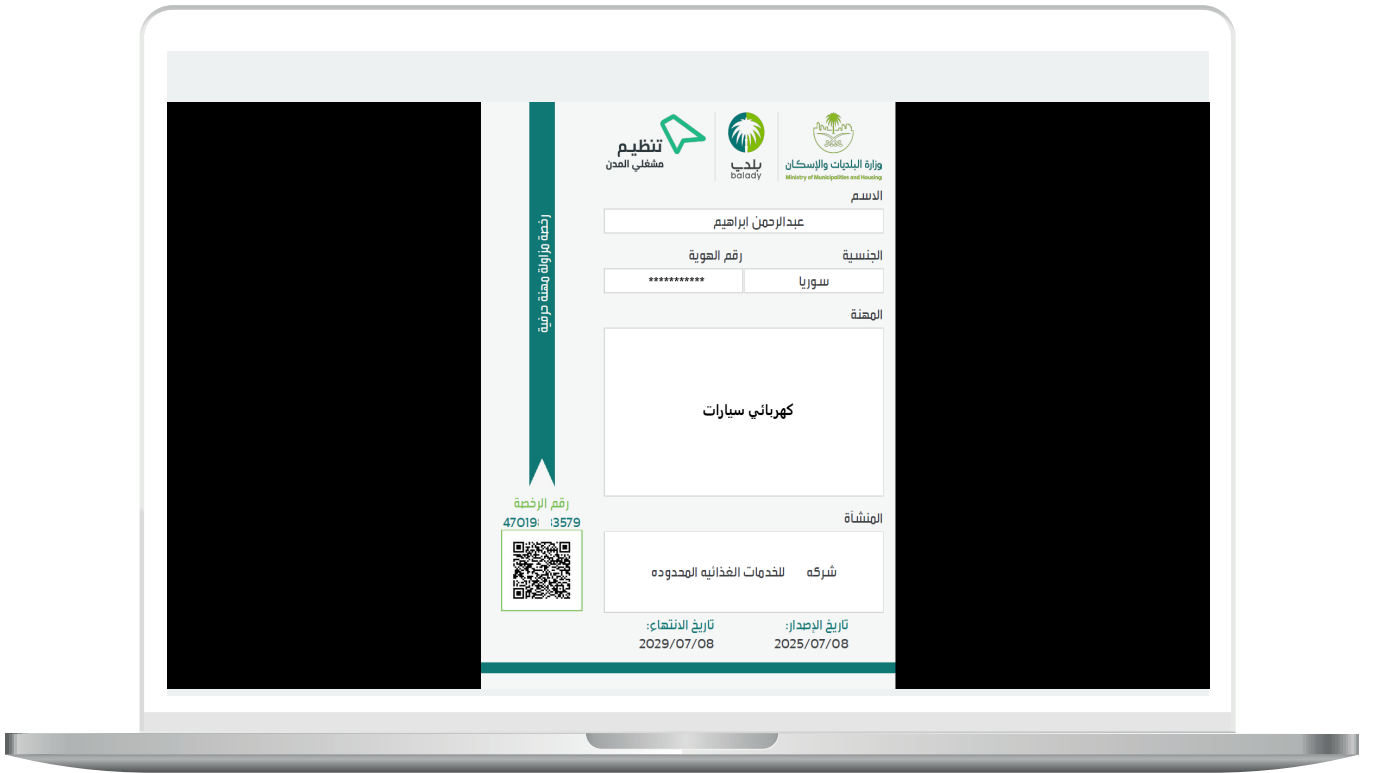 وزارة البلديات والإسكان
Ministry of Municipalities and Housing
بلدي
balady
تنظيم
مشغلي المدن
الاسم
عبدالرحمن ابراهيم
الجنسية
رقم الهوية
سوريا
***********
المهنة
كهربائي سيارات
المنشأة
شركه للخدمات الغذائيه المحدوده
تاريخ الإصدار:
تاريخ الانتهاء:
2025/07/08
2029/07/08
رخصة مزاولة مهنة حرفية
رقم الرخصة
47019 3579